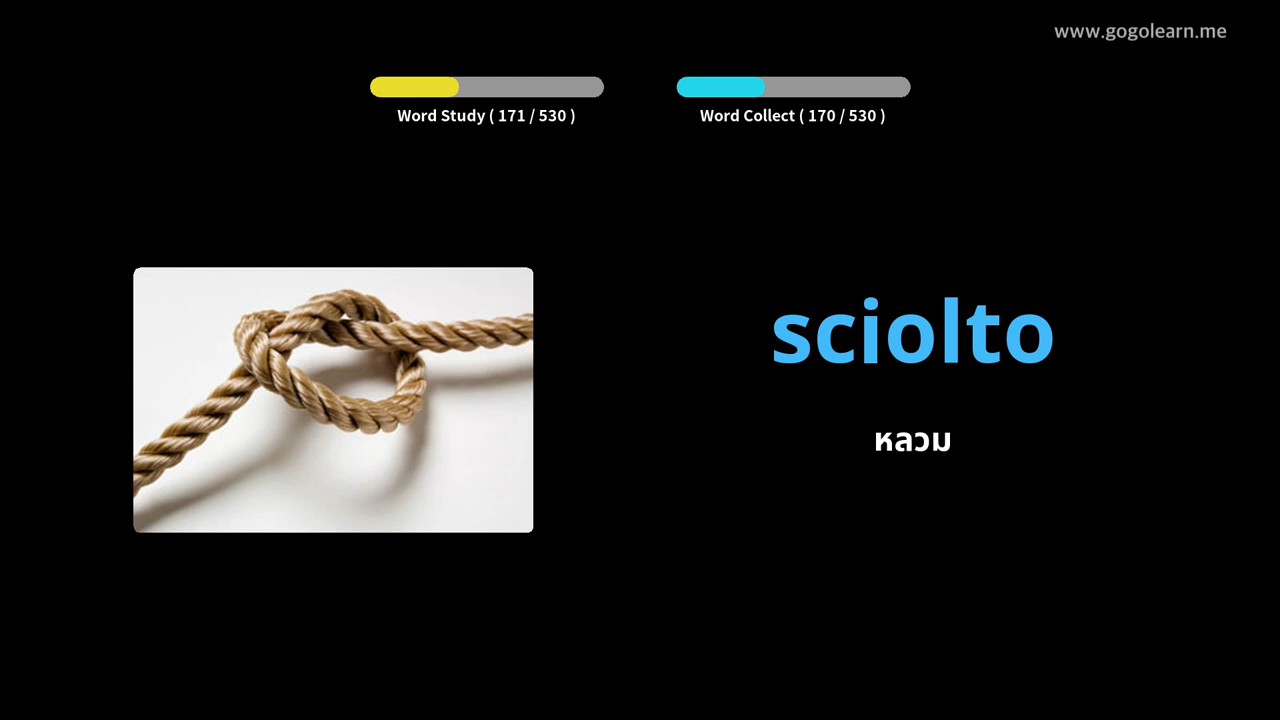 www.gogolearn.me
Word Study ( 171 / 530 )
Word Collect ( 170 / 530 )
sciolto
หลวม